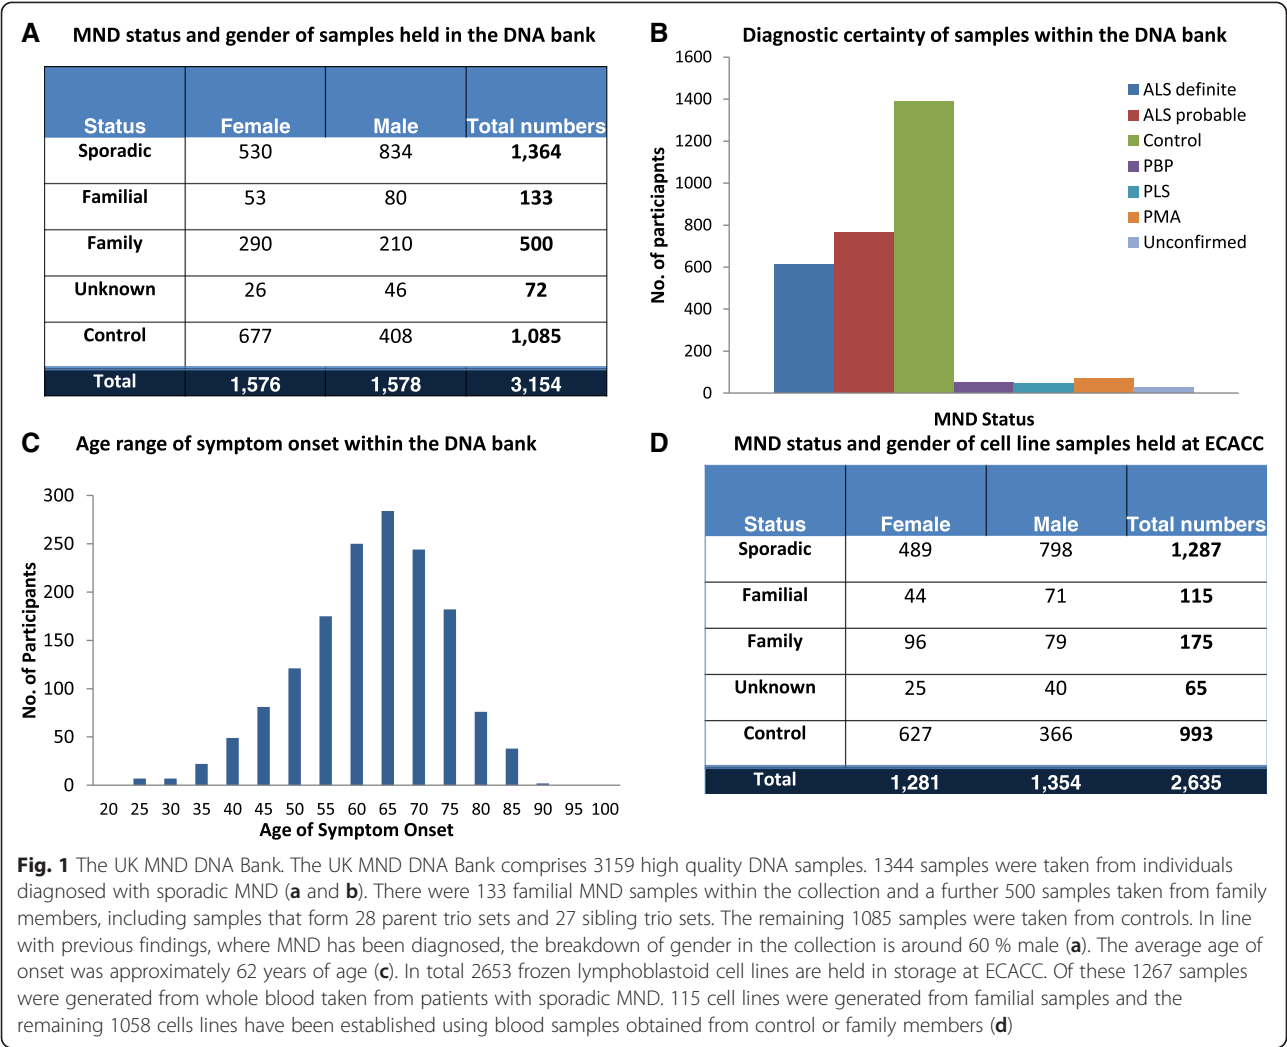 A MND status and gender of samples held in the DNA bank
Status Female Male Total numbers
Sporadic 530 834 1,364
Familial 53 80 133
Family 290 210 500
Unknown 26 46 72
Control 677 408 1,085
Total 1,576 1,578 3,154
B Diagnostic certainty of samples within the DNA bank
No. of particiapnts
1600
1400
1200
1000
800
600
400
200
0
ALS definite
ALS probable
Control
PBP
PLS
PMA
Unconfirmed
MND Status
C Age range of symptom onset within the DNA bank
No. of Participants
300
250
200
150
100
50
0
20 25 30 35 40 45 50 55 60 65 70 75 80 85 90 95 100
Age of Symptom Onset
D MND status and gender of cell line samples held at ECACC
Status Female Male Total numbers
Sporadic 489 798 1,287
Familial 44 71 115
Family 96 79 175
Unknown 25 40 65
Control 627 366 993
Total 1,281 1,354 2,635
Fig. 1 The UK MND DNA Bank. The UK MND DNA Bank comprises 3159 high quality DNA samples. 1344 samples were taken from individuals
diagnosed with sporadic MND (a and b). There were 133 familial MND samples within the collection and a further 500 samples taken from family
members, including samples that form 28 parent trio sets and 27 sibling trio sets. The remaining 1085 samples were taken from controls. In line
with previous findings, where MND has been diagnosed, the breakdown of gender in the collection is around 60 % male (a). The average age of
onset was approximately 62 years of age (c). In total 2653 frozen lymphoblastoid cell lines are held in storage at ECACC. Of these 1267 samples
were generated from whole blood taken from patients with sporadic MND. 115 cell lines were generated from familial samples and the
remaining 1058 cells lines have been established using blood samples obtained from control or family members (d)